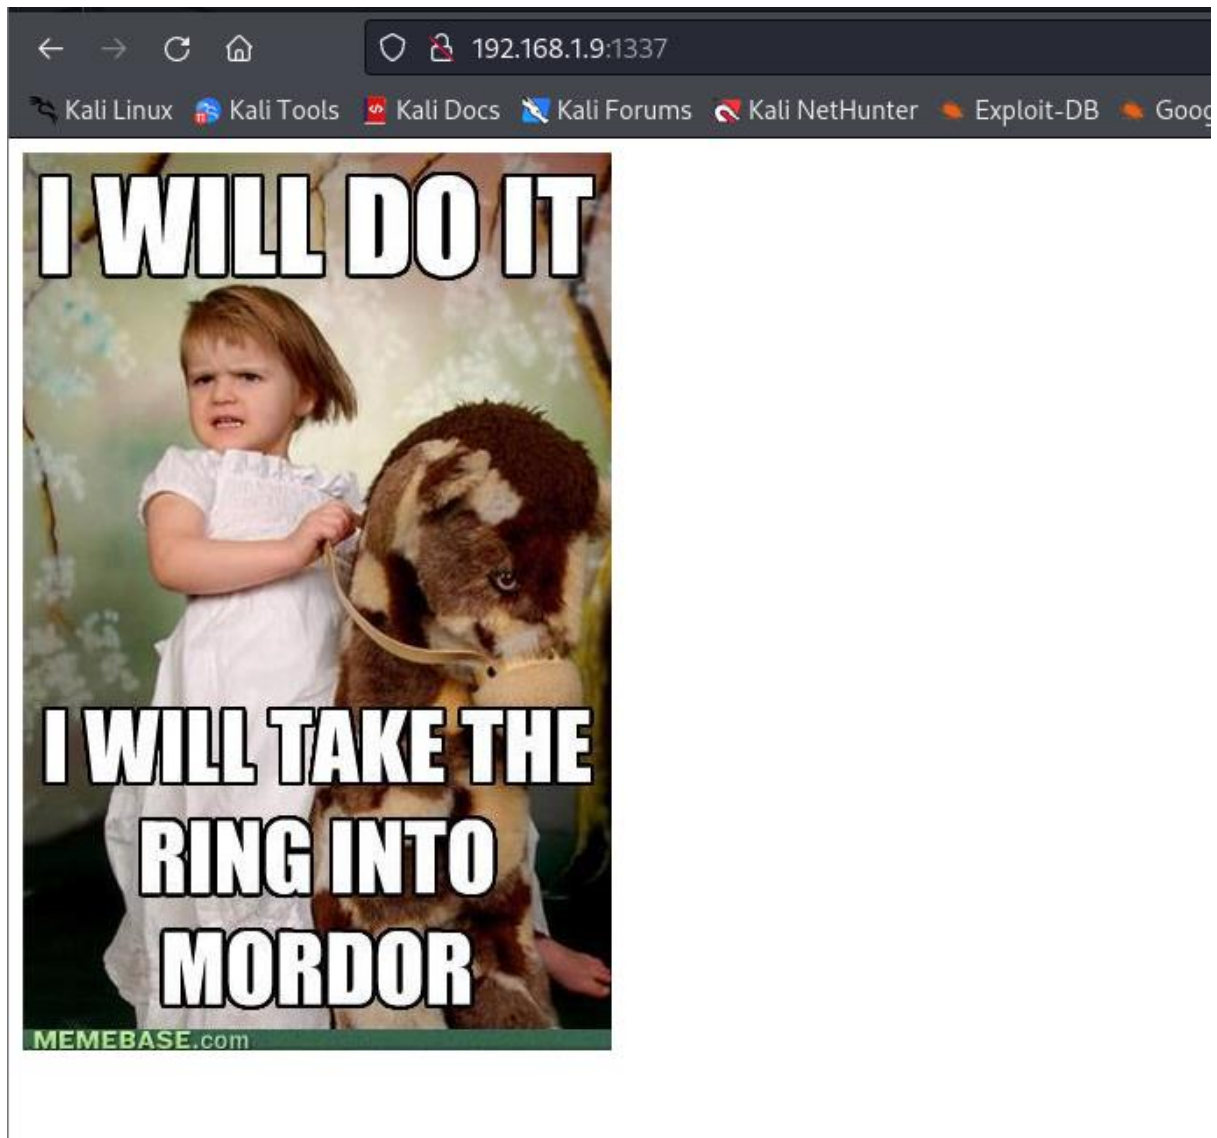 192.168.1.9:1337
Kali Linux Kali Tools Kali Docs Kali Forums Kali NetHunter Exploit-DB Goog
I WILL DO IT
I WILL TAKE THE
RING INTO
MORDOR
MEMEBASE.com